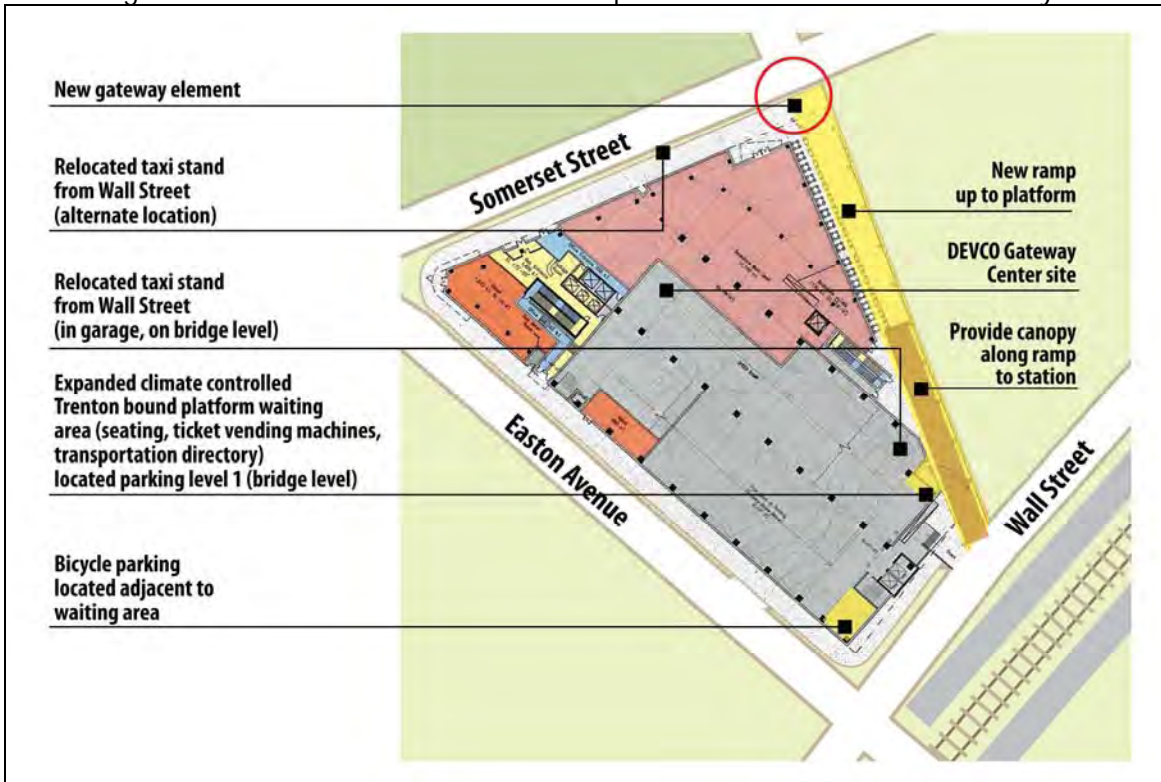 New gateway element
Relocated taxi stand
from Wall Street
(alternate location)
Relocated taxi stand
from Wall Street
(in garage, on bridge level)
Expanded climate controlled
Trenton bound platform waiting
area (seating, ticket vending machines,
transportation directory)
located parking level 1 (bridge level)
Bicycle parking
located adjacent to
waiting area
Somerset Street
Easton Avenue
Wall Street
New ramp
up to platform
DEVCO Gateway
Center site
Provide canopy
along ramp
to station